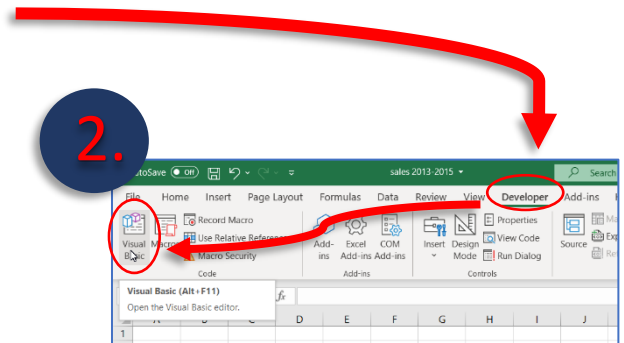 2.
AutoSave Off sales 2013-2015 Search
File Home Insert Page Layout Formulas Data Review View Developer Add-ins
Record Macro Properties
Use Relative References View Code
Macro Security Run Dialog
Visual Basic Macros Add-ins Excel Add-ins COM Add-ins Insert Design Mode Source
Code Add-ins Controls
Visual Basic (Alt+F11)
Open the Visual Basic editor.
fx
A B C D E F G H I J
1